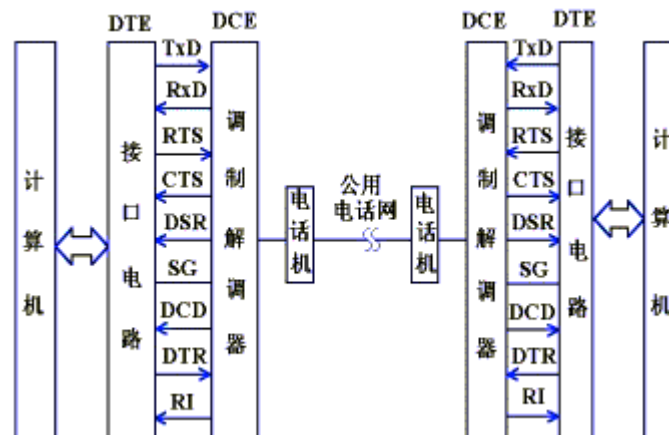 DTE
DCE
DCE
DTE
TxD
RxD
RTS
CTS
DSR
SG
DCD
DTR
RI
计算机
接口电路
调制解调器
电话机
公用
电话网
电话机
调制解调器
TxD
RxD
RTS
CTS
DSR
SG
DCD
DTR
RI
接口电路
计算机